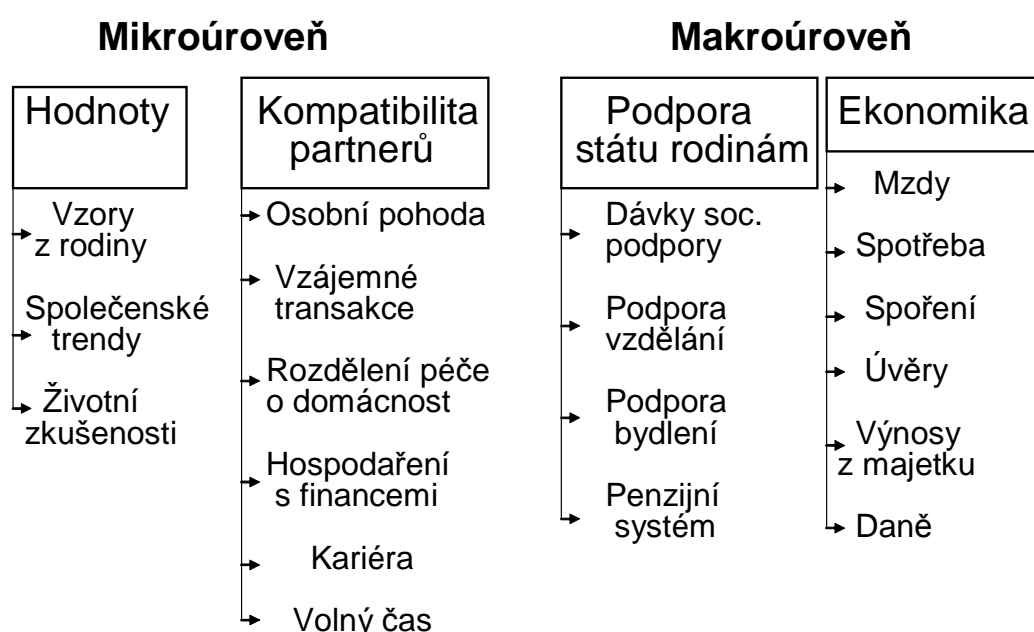 Mikroúroveň
Makroúroveň
Hodnoty
Vzory
z rodiny
Společenské
trendy
Životní
zkušenosti
Kompatibilita
partnerů
Osobní pohoda
Vzájemné
transakce
Rozdělení péče
o domácnost
Hospodaření
s financemi
Kariéra
Volný čas
Podpora
státu rodinám
Dávky soc.
podpory
Podpora
vzdělání
Podpora
bydlení
Penzijní
systém
Ekonomika
Mzdy
Spotřeba
Spoření
Úvěry
Výnosy
z majetku
Daně